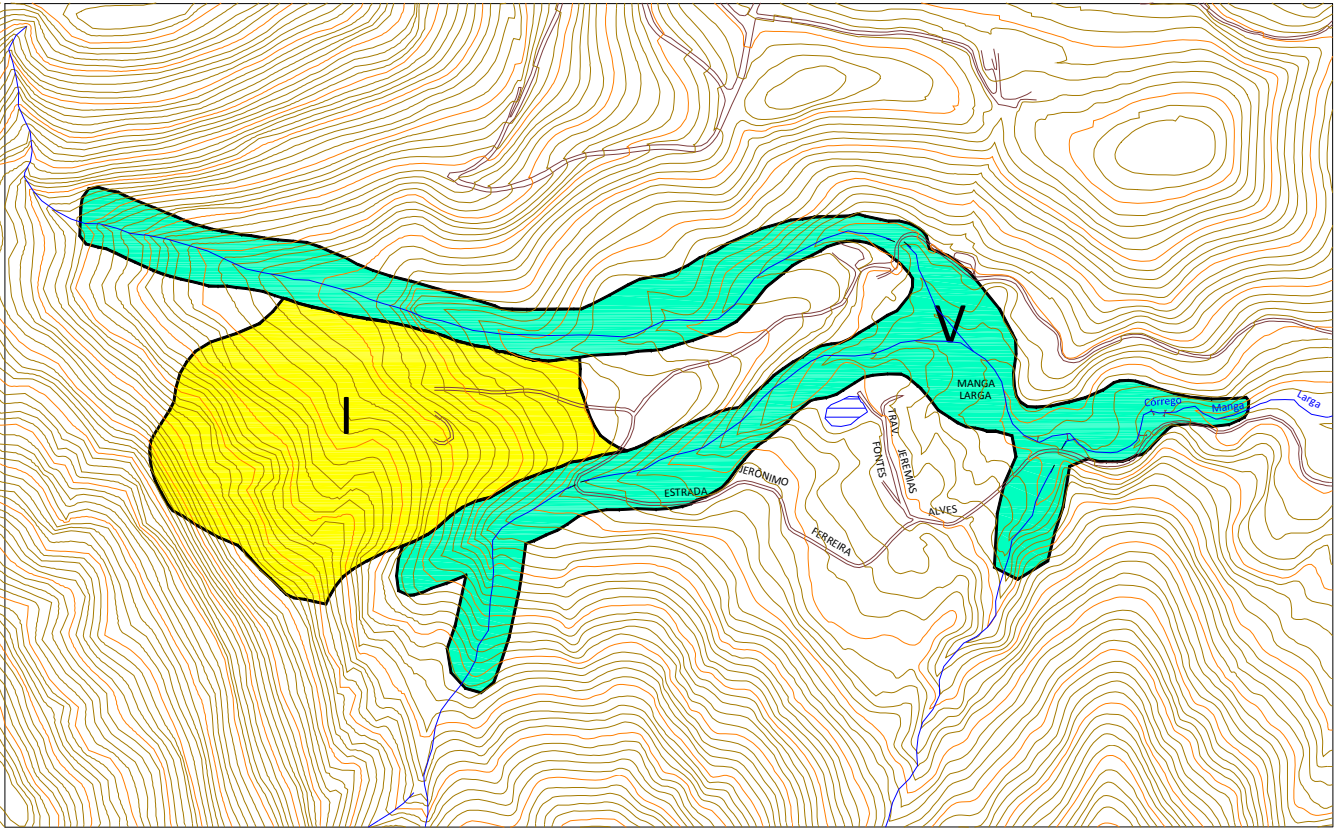 V
I
MANGA
LARGA
Córrego
Manga
Larga
TRAV.
JEREMIAS
FONTES
ESTRADA
JERÔNIMO
FERREIRA
ALVES